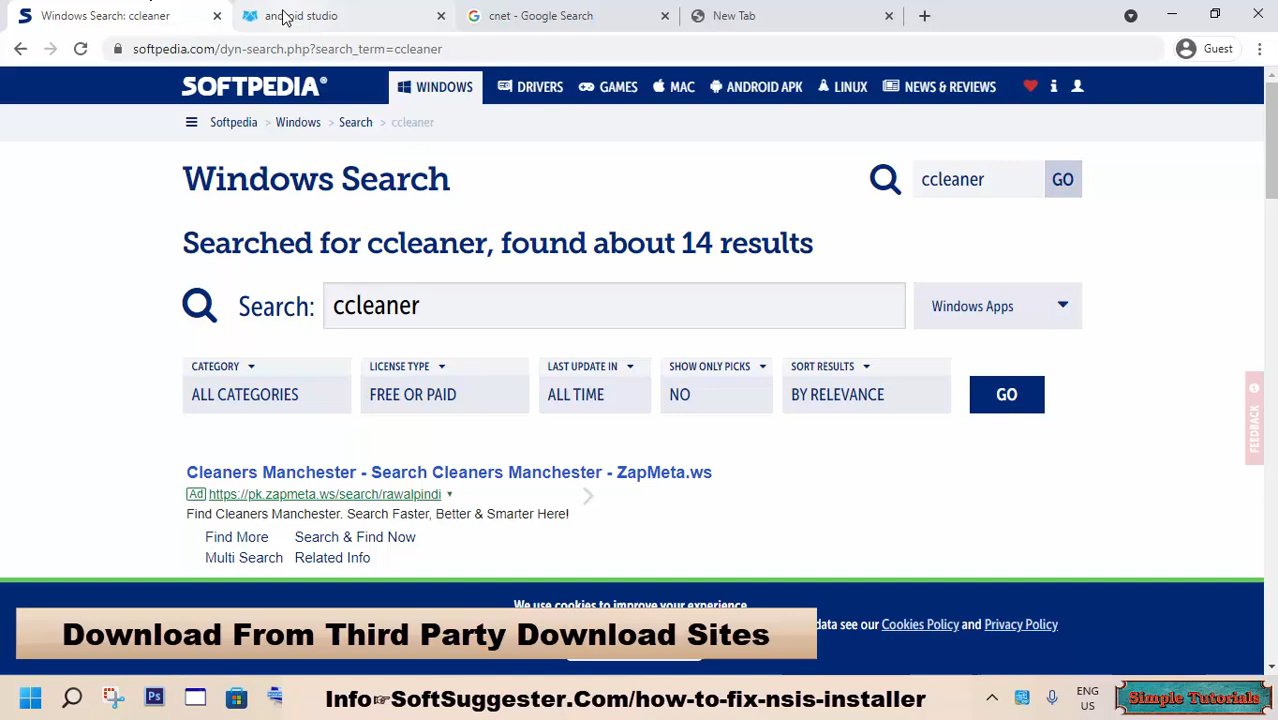 Windows Search: ccleaner
android studio
cnet - Google Search
New Tab
softpedia.com/dyn-search.php?search_term=ccleaner
Guest
SOFTPEDIA®
WINDOWS
DRIVERS
GAMES
MAC
ANDROID APK
LINUX
NEWS & REVIEWS
Softpedia > Windows > Search > ccleaner
Windows Search
ccleaner
GO
Searched for ccleaner, found about 14 results
Search:
ccleaner
Windows Apps
CATEGORY
LICENSE TYPE
LAST UPDATE IN
SHOW ONLY PICKS
SORT RESULTS
ALL CATEGORIES
FREE OR PAID
ALL TIME
NO
BY RELEVANCE
GO
FEEDBACK
Cleaners Manchester - Search Cleaners Manchester - ZapMeta.ws
Ad https://pk.zapmeta.ws/search/rawalpindi
Find Cleaners Manchester. Search Faster, Better & Smarter Here!
Find More
Search & Find Now
Multi Search
Related Info
We use cookies to improve your experience.
data see our Cookies Policy and Privacy Policy
Download From Third Party Download Sites
Ps
Info☞SoftSuggester.Com/how-to-fix-nsis-installer
ENG
US
Simple Tutorials